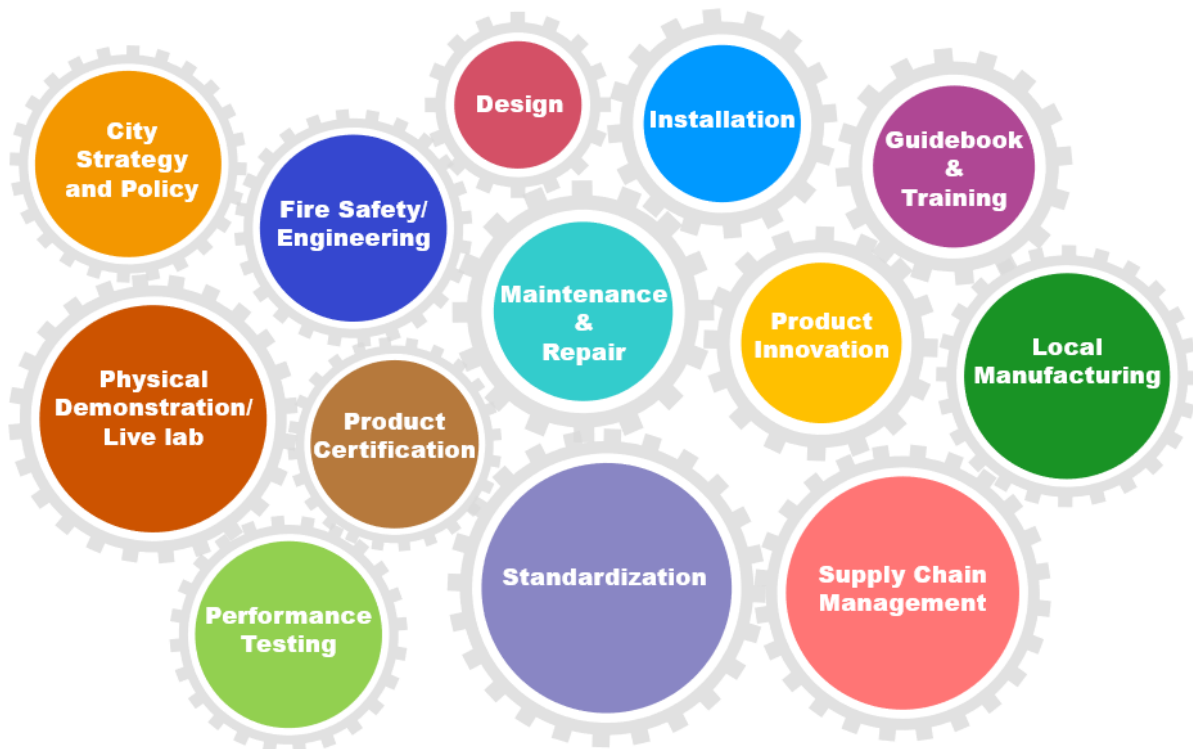 City
Strategy
and Policy
Fire Safety/
Engineering
Design
Installation
Guidebook
&
Training
Physical
Demonstration/
Live lab
Product
Certification
Maintenance
&
Repair
Product
Innovation
Local
Manufacturing
Performance
Testing
Standardization
Supply Chain
Management